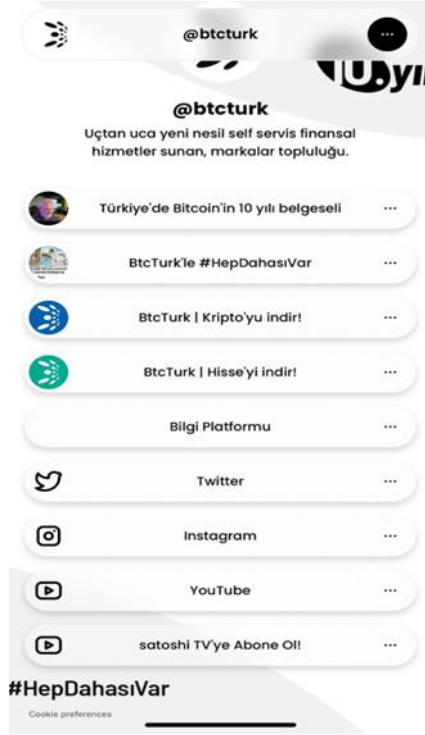 @btcturk
...
10.yıl
@btcturk
Uçtan uca yeni nesil self servis finansal
hizmetler sunan, markalar topluluğu.
Türkiye'de Bitcoin'in 10 yılı belgeseli
...
BtcTurk'le #HepDahasıVar
...
BtcTurk | Kripto'yu indir!
...
BtcTurk | Hisse'yi indir!
...
Bilgi Platformu
...
Twitter
...
Instagram
...
YouTube
...
satoshi TV'ye Abone Ol!
...
#HepDahasıVar
Cookie preferences